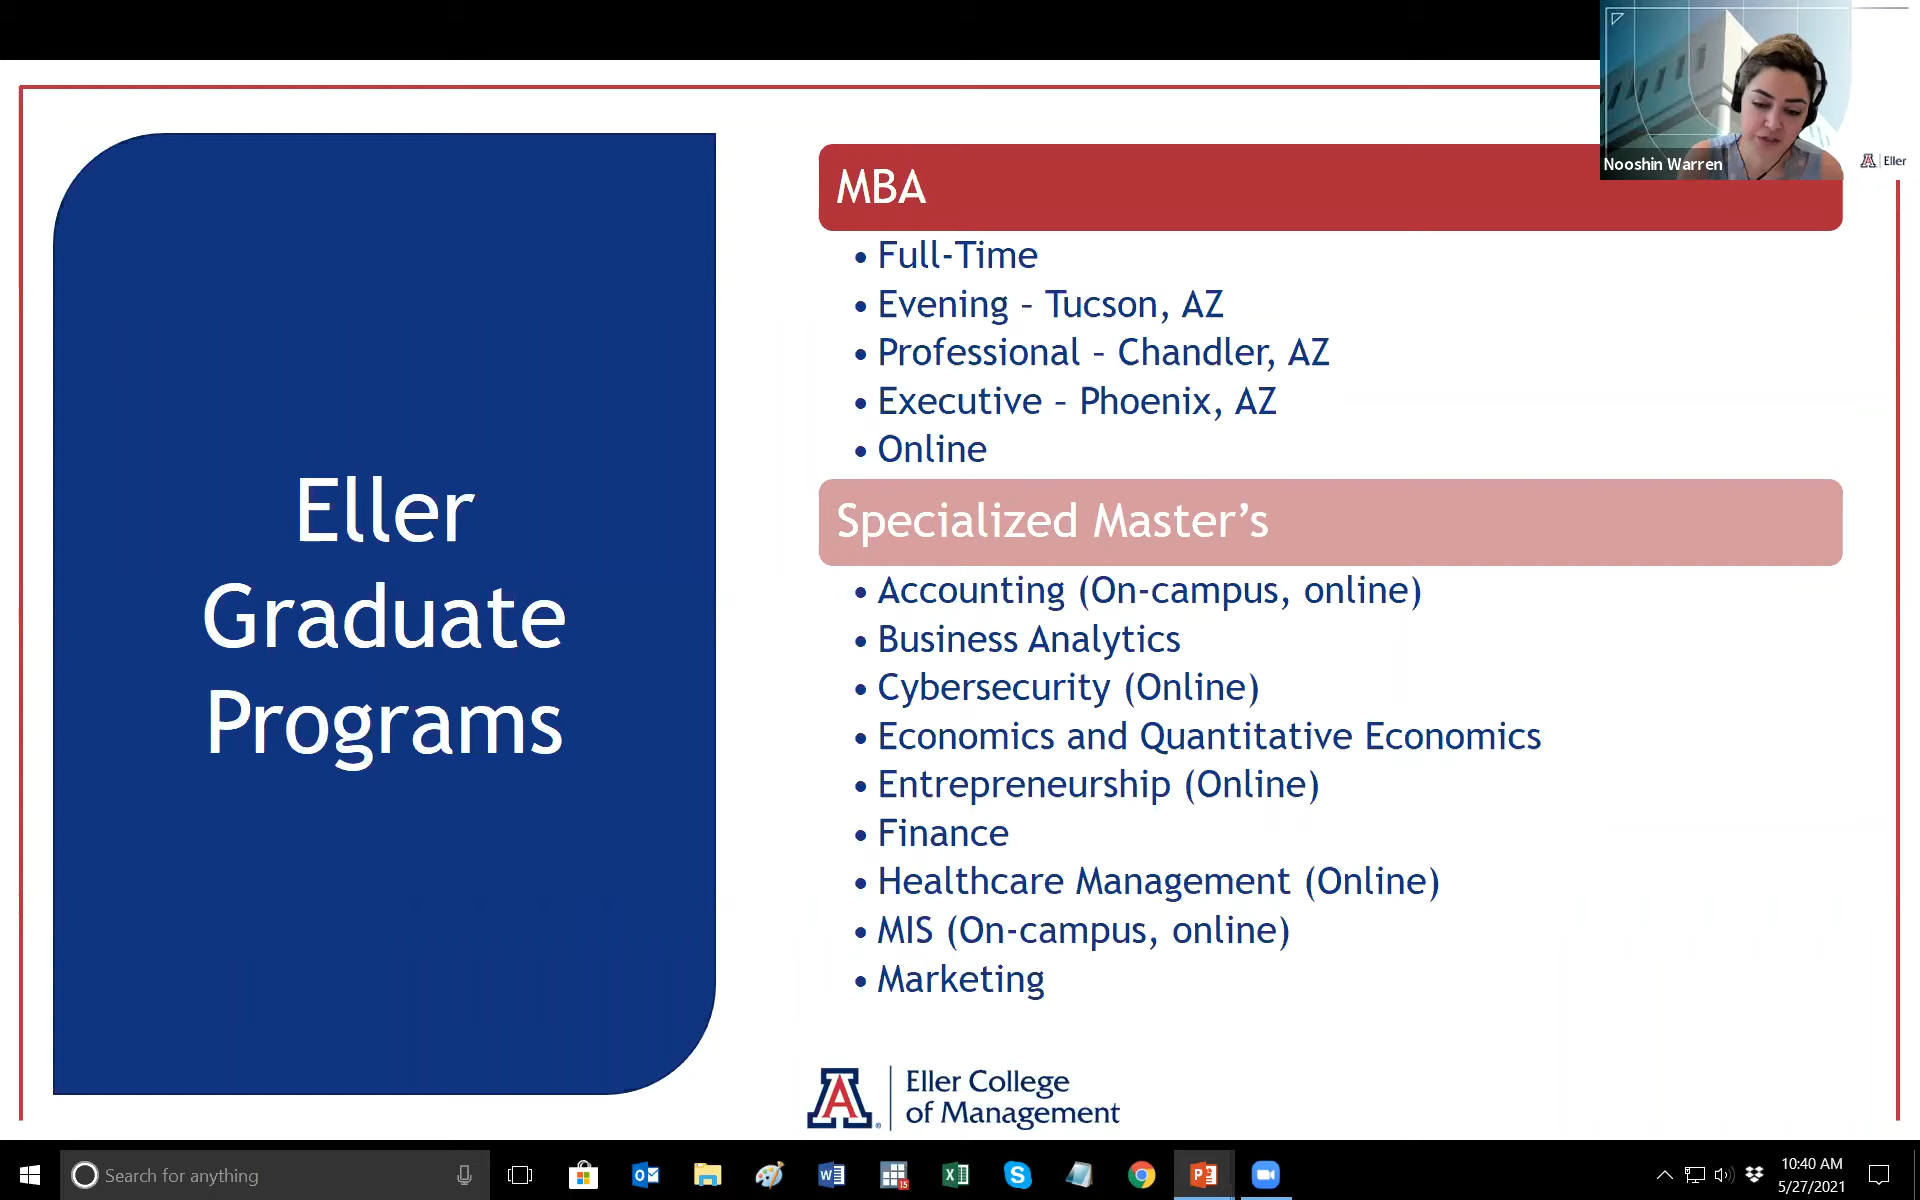 Nooshin Warren
A Eller
Eller
Graduate
Programs
MBA
• Full-Time
• Evening – Tucson, AZ
• Professional – Chandler, AZ
• Executive – Phoenix, AZ
• Online
Specialized Master’s
• Accounting (On-campus, online)
• Business Analytics
• Cybersecurity (Online)
• Economics and Quantitative Economics
• Entrepreneurship (Online)
• Finance
• Healthcare Management (Online)
• MIS (On-campus, online)
• Marketing
A Eller College
of Management
Search for anything
15
10:40 AM
5/27/2021